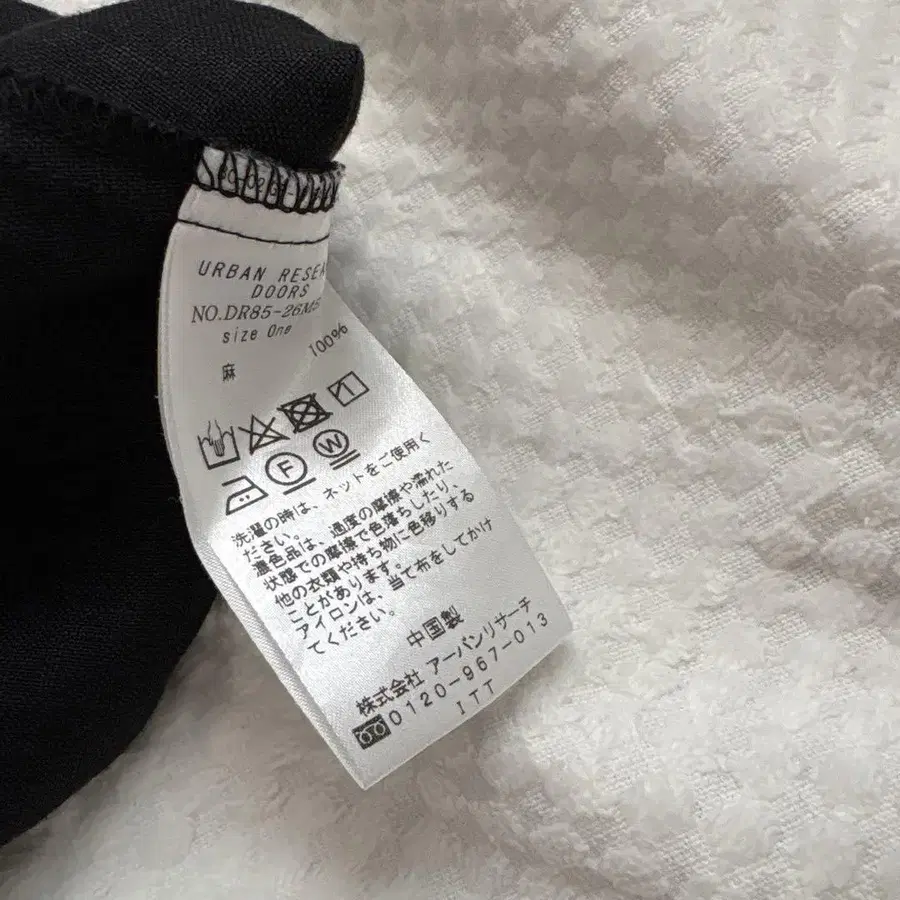 URBAN RESEA
DOORS
NO.DR85-26M5
size One
麻 100%
F W
洗濯の時は、ネットをご使用く
ださい。
濃色品は、過度の摩擦や濡れた
状態での摩擦で色落ちしたり、
他の衣類や持ち物に色移りする
ことがあります。
アイロンは、当て布をしてかけ
てください。
中国製
株式会社 アーバンリサーチ
0120-967-013
ITT